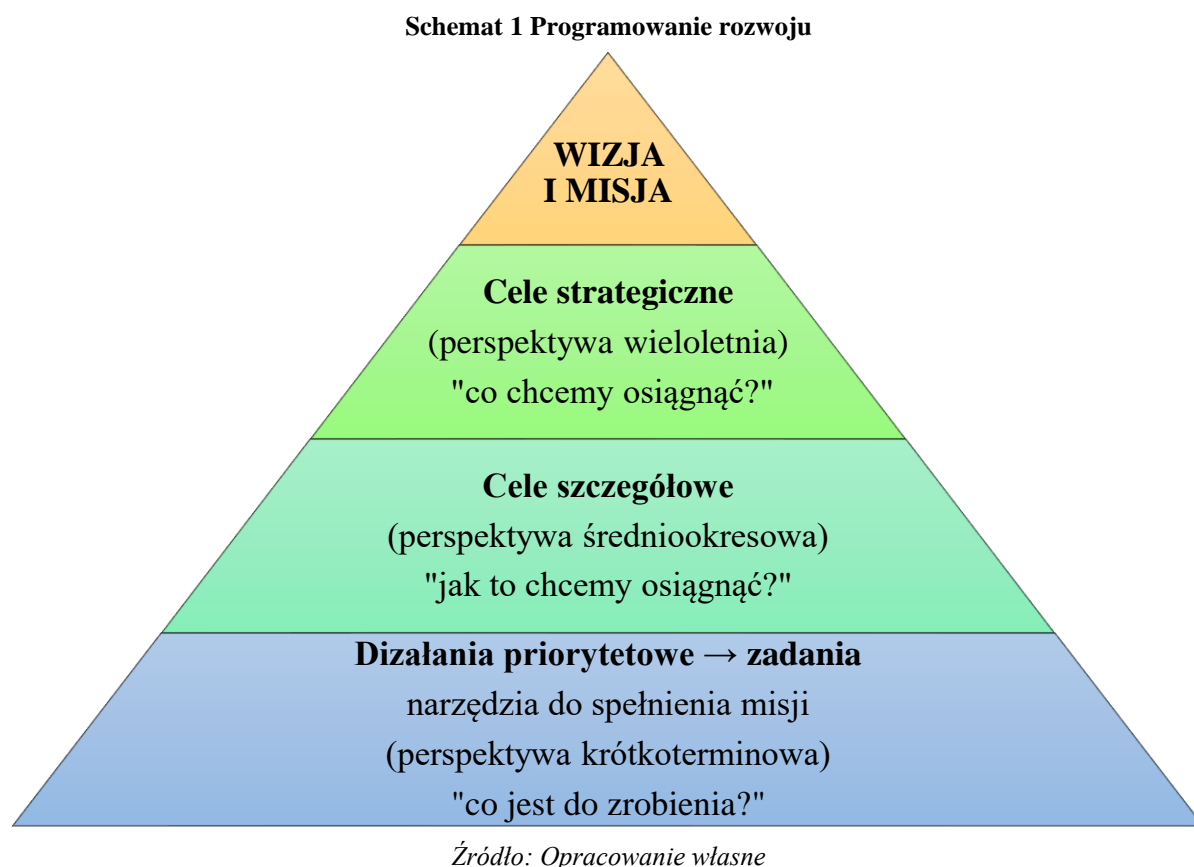 Schemat 1 Programowanie rozwoju
WIZJA
I MISJA
Cele strategiczne
(perspektywa wieloletnia)
"co chcemy osiągnąć?"
Cele szczegółowe
(perspektywa średniookresowa)
"jak to chcemy osiągnąć?"
Dizałania priorytetowe → zadania
narzędzia do spełnienia misji
(perspektywa krótkoterminowa)
"co jest do zrobienia?"
Źródło: Opracowanie własne